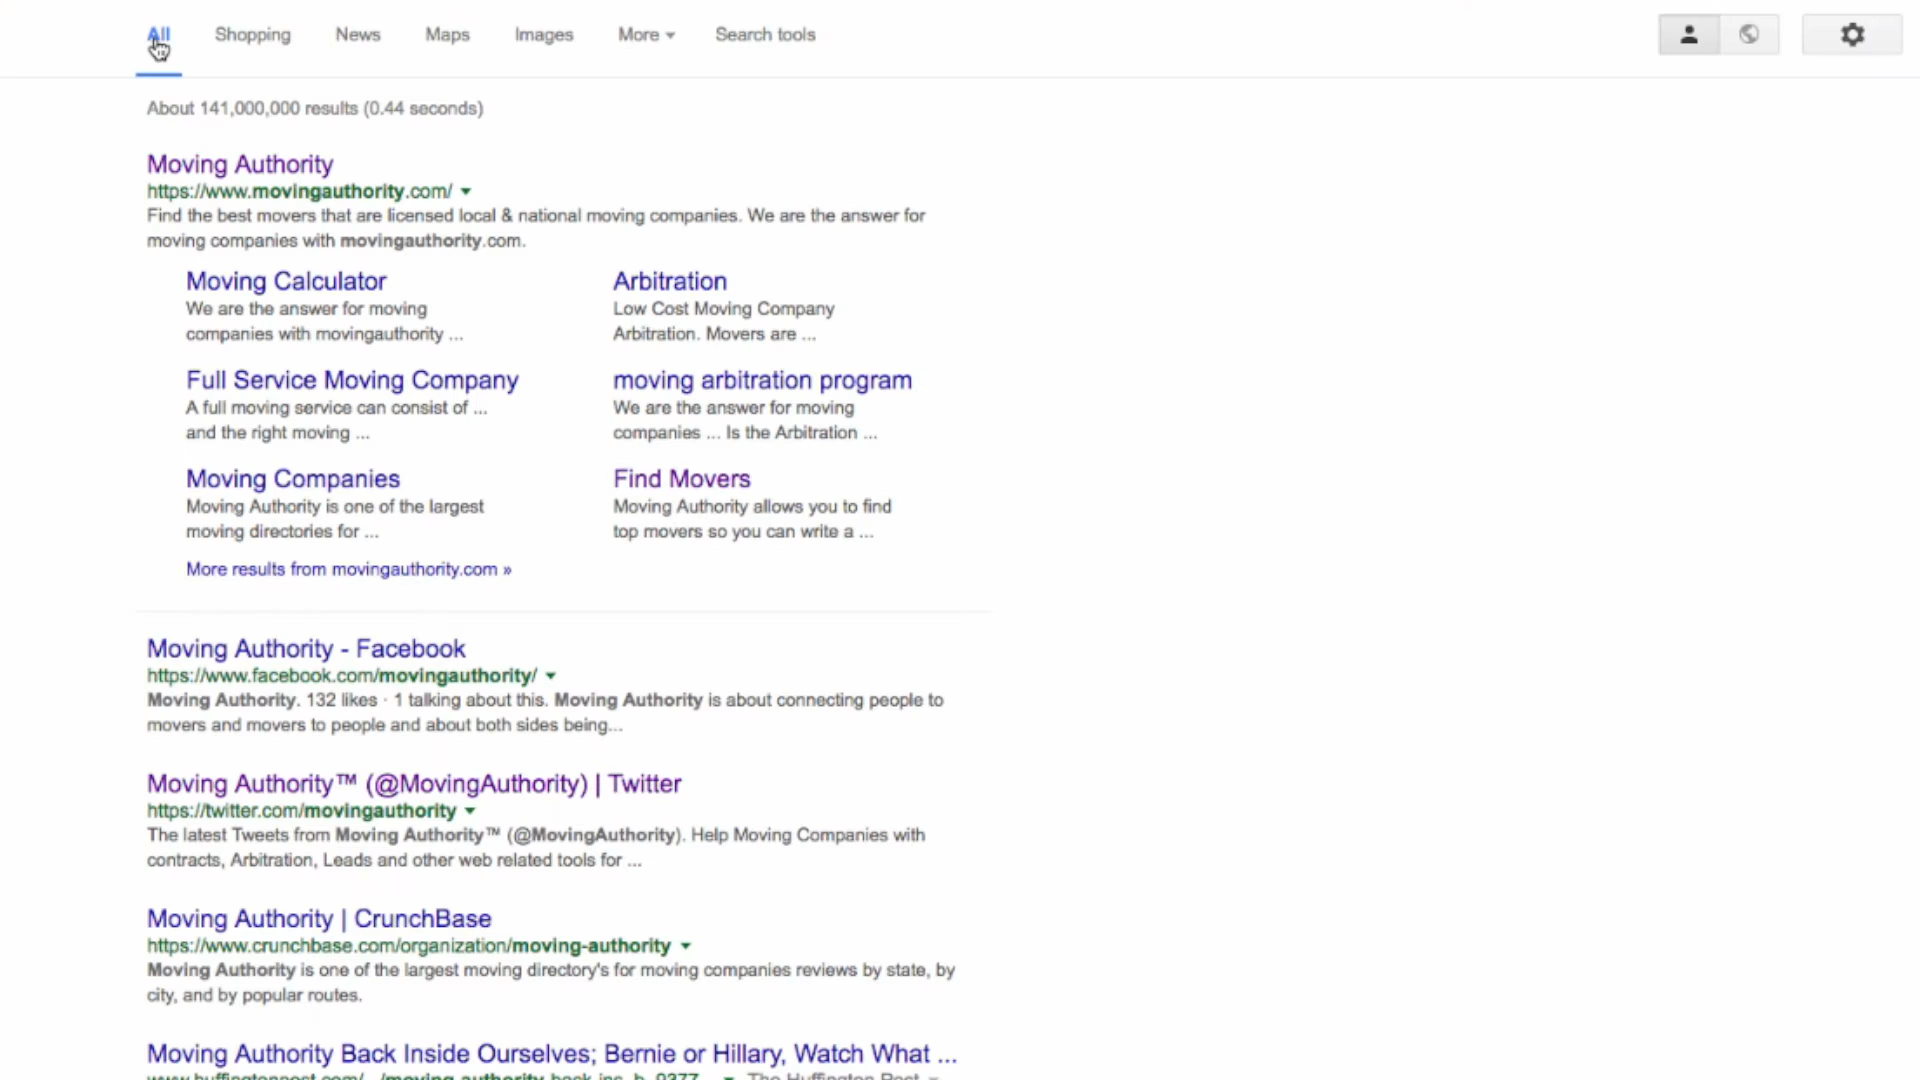 All Shopping News Maps Images More Search tools
About 141,000,000 results (0.44 seconds)
Moving Authority
https://www.movingauthority.com/
Find the best movers that are licensed local & national moving companies. We are the answer for
moving companies with movingauthority.com.
Moving Calculator
We are the answer for moving
companies with movingauthority ...
Arbitration
Low Cost Moving Company
Arbitration. Movers are ...
Full Service Moving Company
A full moving service can consist of ...
and the right moving ...
moving arbitration program
We are the answer for moving
companies ... Is the Arbitration ...
Moving Companies
Moving Authority is one of the largest
moving directories for ...
Find Movers
Moving Authority allows you to find
top movers so you can write a ...
More results from movingauthority.com »
Moving Authority - Facebook
https://www.facebook.com/movingauthority/
Moving Authority. 132 likes · 1 talking about this. Moving Authority is about connecting people to
movers and movers to people and about both sides being...
Moving Authority™ (@MovingAuthority) | Twitter
https://twitter.com/movingauthority
The latest Tweets from Moving Authority™ (@MovingAuthority). Help Moving Companies with
contracts, Arbitration, Leads and other web related tools for ...
Moving Authority | CrunchBase
https://www.crunchbase.com/organization/moving-authority
Moving Authority is one of the largest moving directory's for moving companies reviews by state, by
city, and by popular routes.
Moving Authority Back Inside Ourselves; Bernie or Hillary, Watch What ...
www.huffingtonpost.com/.../moving-authority-back-ins_b_9377... The Huffington Post